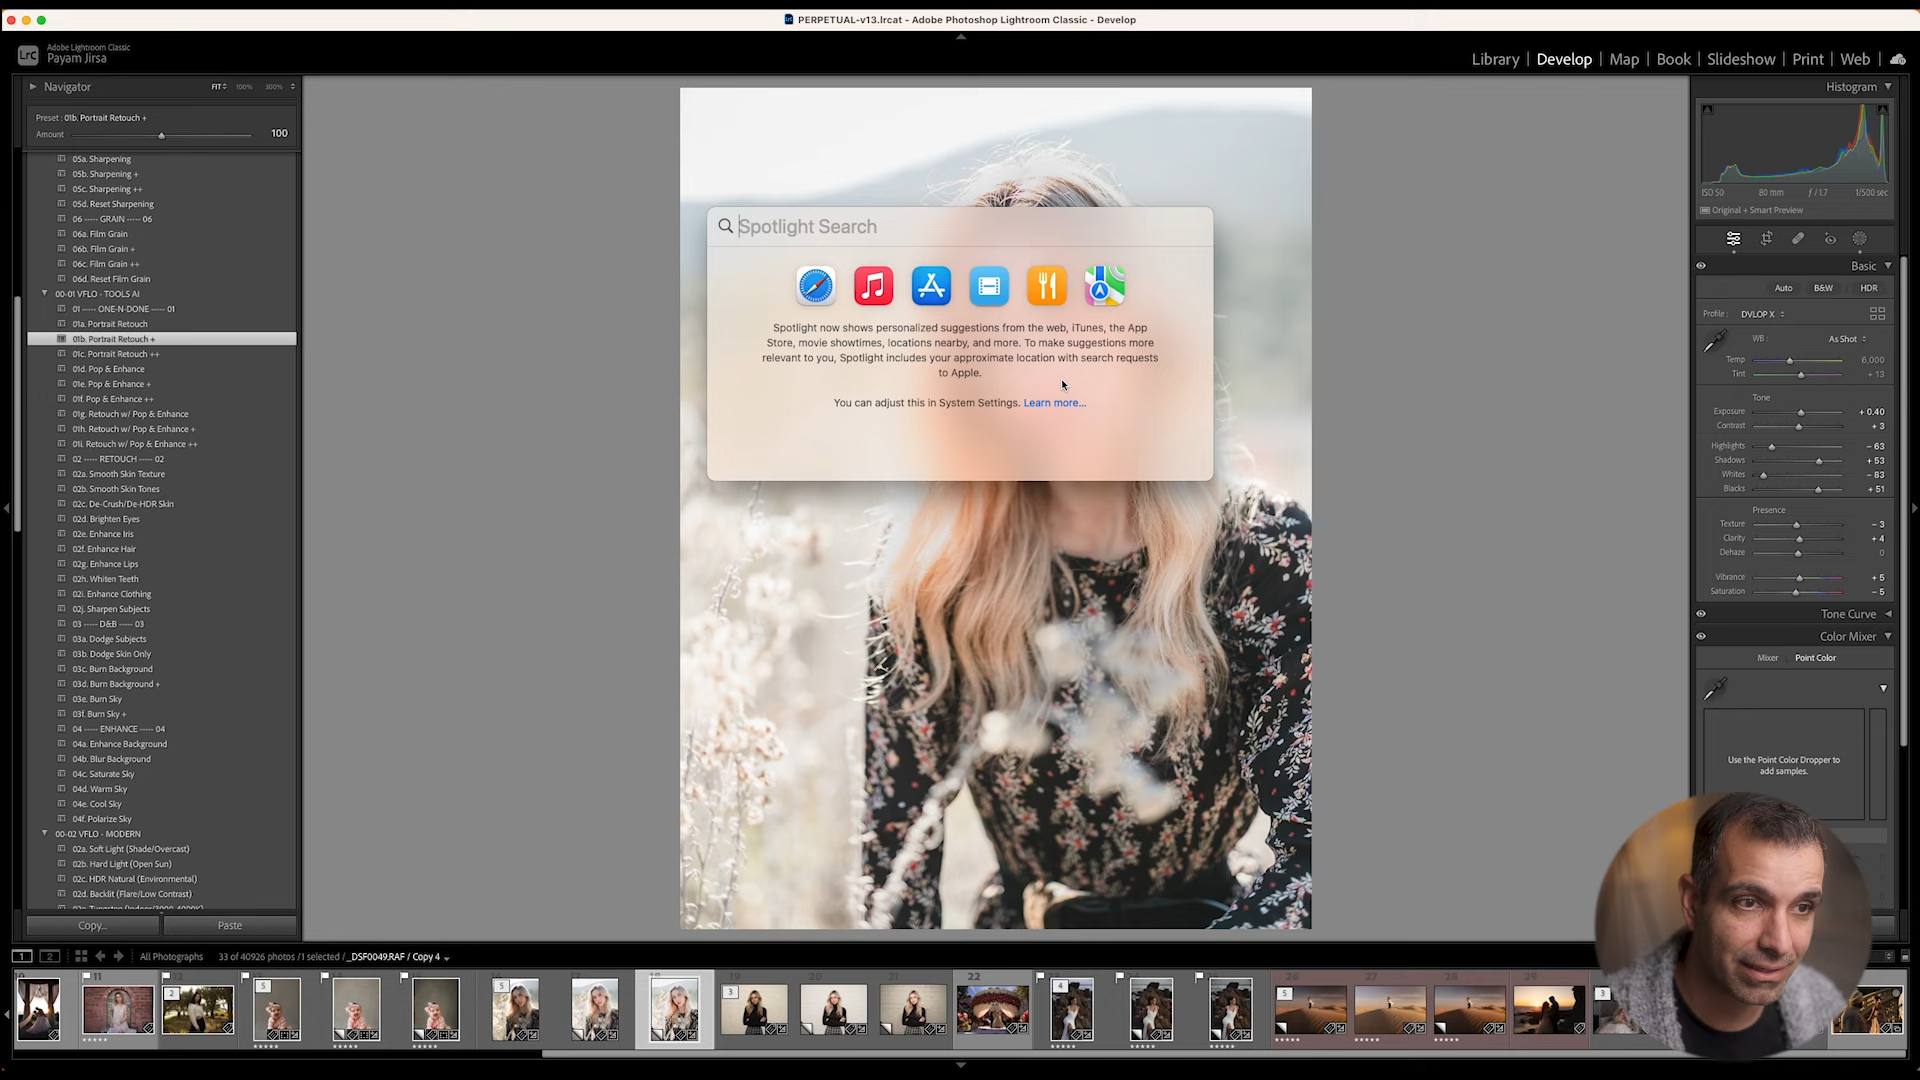 PERPETUAL-v13.lrcat - Adobe Photoshop Lightroom Classic - Develop
LrC
Adobe Lightroom Classic
Payam Jirsa
Library | Develop | Map | Book | Slideshow | Print | Web
Navigator
FIT 100% 300%
Preset : 01b. Portrait Retouch +
Amount 100
05a. Sharpening
05b. Sharpening +
05c. Sharpening ++
05d. Reset Sharpening
06 ----- GRAIN ----- 06
06a. Film Grain
06b. Film Grain +
06c. Film Grain ++
06d. Reset Film Grain
00-01 VFLO - TOOLS AI
01 ----- ONE-N-DONE ----- 01
01a. Portrait Retouch
01b. Portrait Retouch +
01c. Portrait Retouch ++
01d. Pop & Enhance
01e. Pop & Enhance +
01f. Pop & Enhance ++
01g. Retouch w/ Pop & Enhance
01h. Retouch w/ Pop & Enhance +
01i. Retouch w/ Pop & Enhance ++
02 ----- RETOUCH ----- 02
02a. Smooth Skin Texture
02b. Smooth Skin Tones
02c. De-Crush/De-HDR Skin
02d. Brighten Eyes
02e. Enhance Iris
02f. Enhance Hair
02g. Enhance Lips
02h. Whiten Teeth
02i. Enhance Clothing
02j. Sharpen Subjects
03 ----- D&B ----- 03
03a. Dodge Subjects
03b. Dodge Skin Only
03c. Burn Background
03d. Burn Background +
03e. Burn Sky
03f. Burn Sky +
04 ----- ENHANCE ----- 04
04a. Enhance Background
04b. Blur Background
04c. Saturate Sky
04d. Warm Sky
04e. Cool Sky
04f. Polarize Sky
00-02 VFLO - MODERN
02a. Soft Light (Shade/Overcast)
02b. Hard Light (Open Sun)
02c. HDR Natural (Environmental)
02d. Backlit (Flare/Low Contrast)
Copy... Paste
Spotlight Search
Spotlight now shows personalized suggestions from the web, iTunes, the App
Store, movie showtimes, locations nearby, and more. To make suggestions more
relevant to you, Spotlight includes your approximate location with search requests
to Apple.
You can adjust this in System Settings. Learn more...
Histogram
ISO 50 80 mm ƒ / 1.7 1/500 sec
Original + Smart Preview
Basic
Auto B&W HDR
Profile : DVLOP X
WB : As Shot
Temp 6,000
Tint + 13
Tone
Exposure + 0.40
Contrast + 3
Highlights – 63
Shadows + 53
Whites – 83
Blacks + 51
Presence
Texture – 3
Clarity + 4
Dehaze 0
Vibrance + 5
Saturation – 5
Tone Curve
Color Mixer
Mixer Point Color
Use the Point Color Dropper to
add samples.
1 2 All Photographs 33 of 40926 photos /1 selected / _DSF0049.RAF / Copy 4
11 22
2 5 5 3 4 5 3